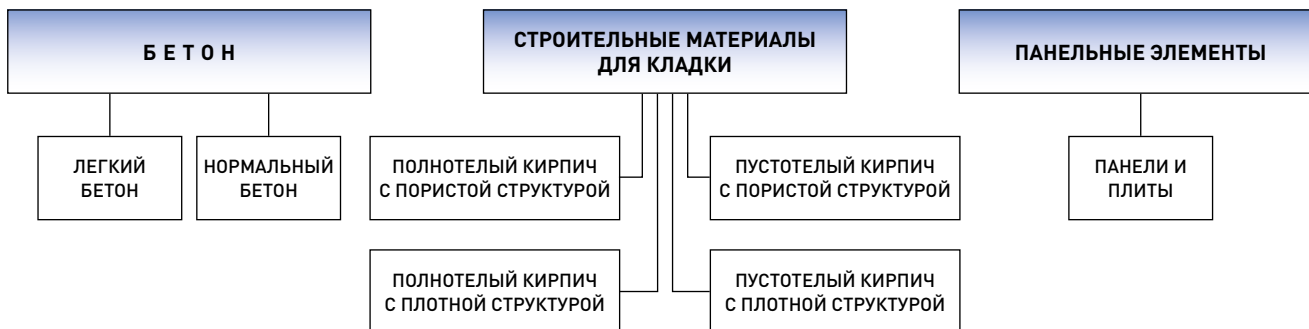 БЕТОН
СТРОИТЕЛЬНЫЕ МАТЕРИАЛЫ
ДЛЯ КЛАДКИ
ПАНЕЛЬНЫЕ ЭЛЕМЕНТЫ
ЛЕГКИЙ
БЕТОН
НОРМАЛЬНЫЙ
БЕТОН
ПОЛНОТЕЛЫЙ КИРПИЧ
С ПОРИСТОЙ СТРУКТУРОЙ
ПУСТОТЕЛЫЙ КИРПИЧ
С ПОРИСТОЙ СТРУКТУРОЙ
ПАНЕЛИ И
ПЛИТЫ
ПОЛНОТЕЛЫЙ КИРПИЧ
С ПЛОТНОЙ СТРУКТУРОЙ
ПУСТОТЕЛЫЙ КИРПИЧ
С ПЛОТНОЙ СТРУКТУРОЙ